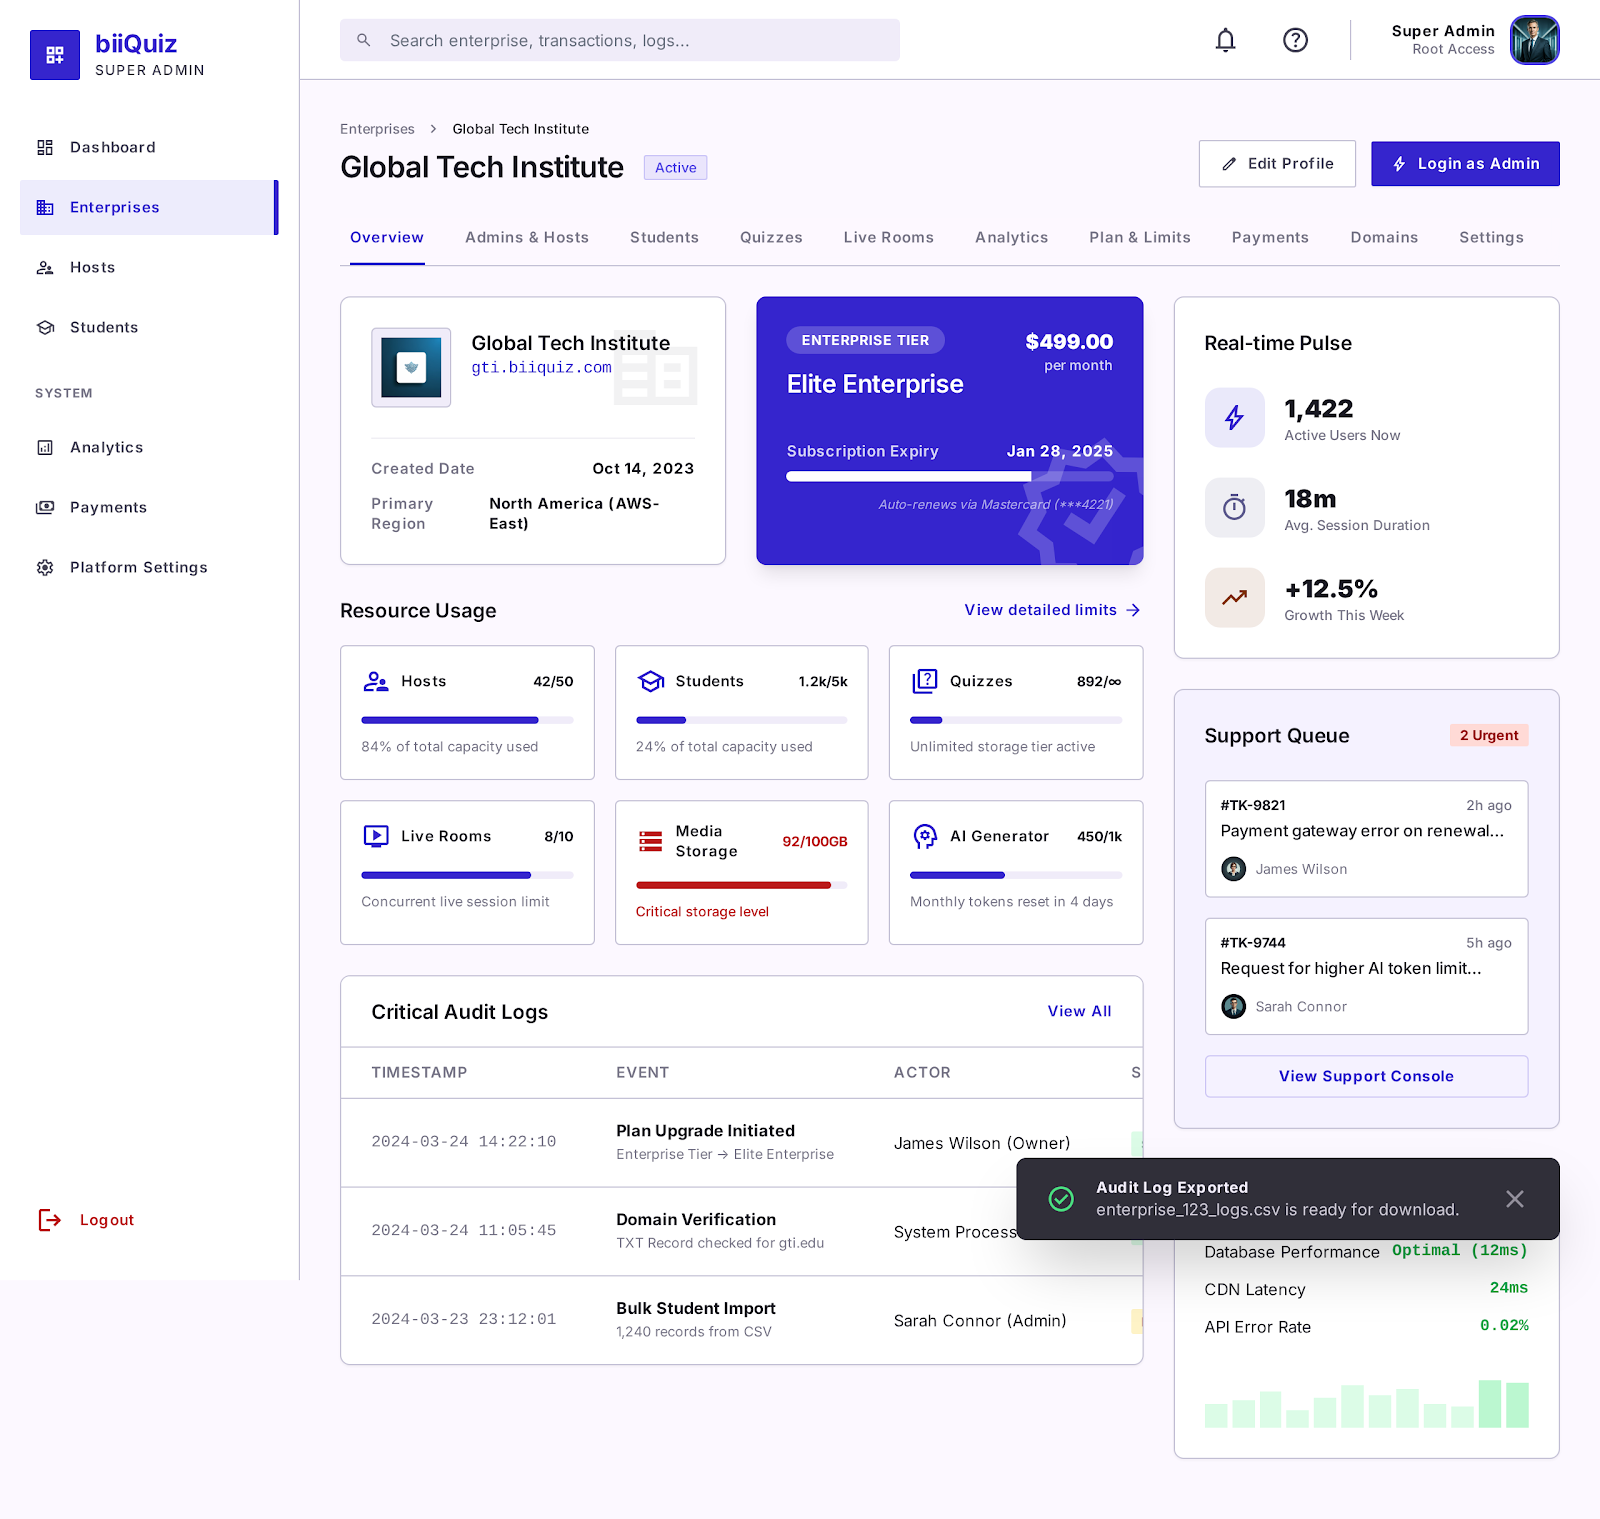 biiQuiz
SUPER ADMIN
Dashboard
Enterprises
Hosts
Students
SYSTEM
Analytics
Payments
Platform Settings
Logout
Search enterprise, transactions, logs...
Super Admin
Root Access
Enterprises > Global Tech Institute
Global Tech Institute
Active
Edit Profile
Login as Admin
Overview
Admins & Hosts
Students
Quizzes
Live Rooms
Analytics
Plan & Limits
Payments
Domains
Settings
Global Tech Institute
gti.biiquiz.com
Created Date
Oct 14, 2023
Primary
Region
North America (AWS-
East)
ENTERPRISE TIER
Elite Enterprise
$499.00
per month
Subscription Expiry
Jan 28, 2025
Auto-renews via Mastercard (***4221)
Resource Usage
View detailed limits →
Hosts
42/50
84% of total capacity used
Students
1.2k/5k
24% of total capacity used
Quizzes
892/∞
Unlimited storage tier active
Live Rooms
8/10
Concurrent live session limit
Media
Storage
92/100GB
Critical storage level
AI Generator
450/1k
Monthly tokens reset in 4 days
Critical Audit Logs
View All
TIMESTAMP
EVENT
ACTOR
S
2024-03-24 14:22:10
Plan Upgrade Initiated
Enterprise Tier → Elite Enterprise
James Wilson (Owner)
2024-03-24 11:05:45
Domain Verification
TXT Record checked for gti.edu
System Process
2024-03-23 23:12:01
Bulk Student Import
1,240 records from CSV
Sarah Connor (Admin)
Real-time Pulse
1,422
Active Users Now
18m
Avg. Session Duration
+12.5%
Growth This Week
Support Queue
2 Urgent
#TK-9821
2h ago
Payment gateway error on renewal...
James Wilson
#TK-9744
5h ago
Request for higher AI token limit...
Sarah Connor
View Support Console
Audit Log Exported
enterprise_123_logs.csv is ready for download.
Database Performance
Optimal (12ms)
CDN Latency
24ms
API Error Rate
0.02%